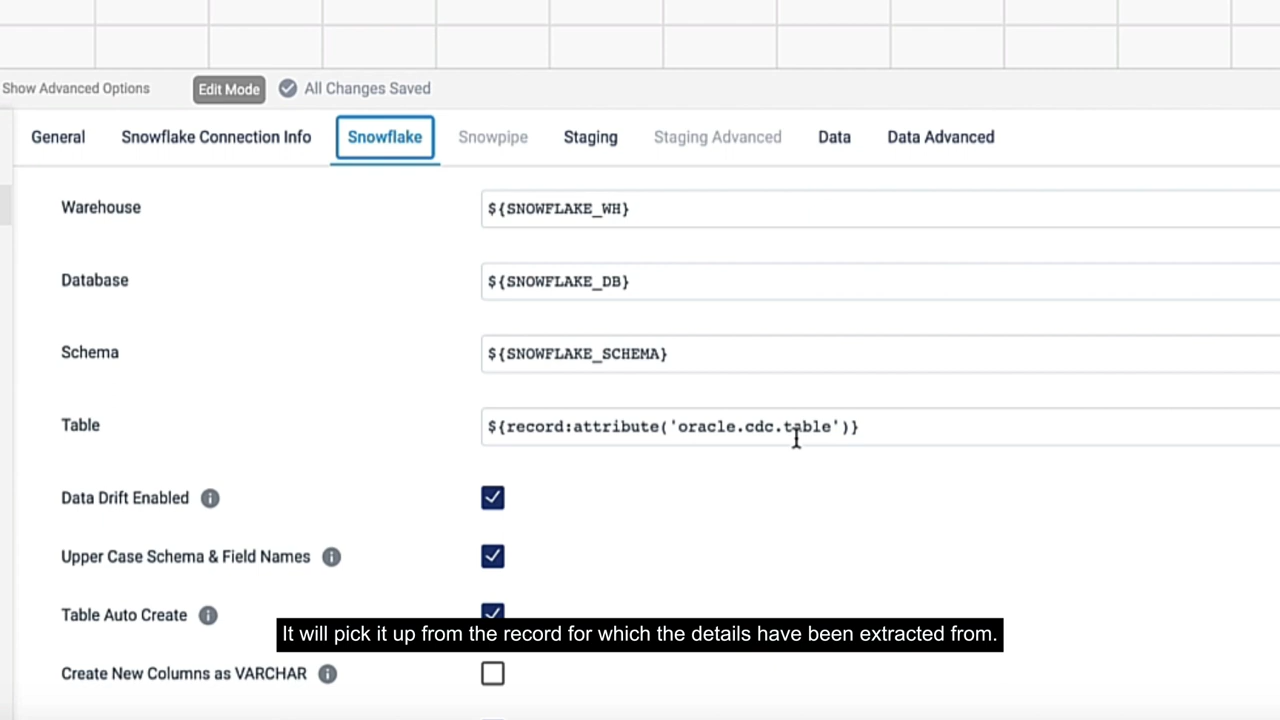 Show Advanced Options Edit Mode All Changes Saved
General Snowflake Connection Info Snowflake Snowpipe Staging Staging Advanced Data Data Advanced
Warehouse ${SNOWFLAKE_WH}
Database ${SNOWFLAKE_DB}
Schema ${SNOWFLAKE_SCHEMA}
Table ${record:attribute('oracle.cdc.table')}
Data Drift Enabled
Upper Case Schema & Field Names
Table Auto Create
It will pick it up from the record for which the details have been extracted from.
Create New Columns as VARCHAR